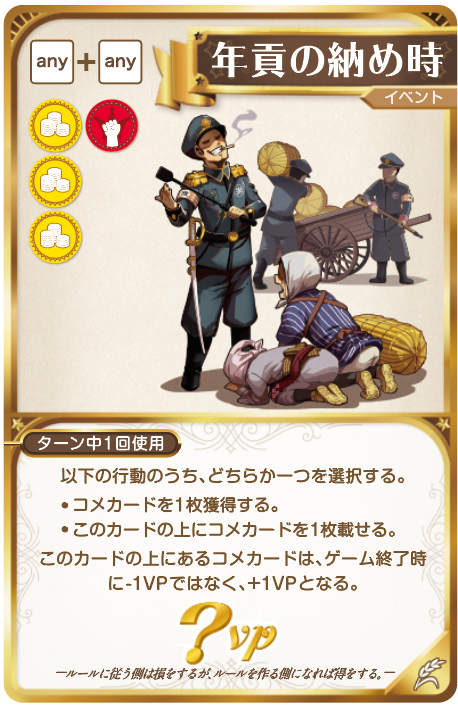 any + any
年貢の納め時
イベント
ターン中1回使用
以下の行動のうち、どちらか一つを選択する。
•コメカードを1枚獲得する。
•このカードの上にコメカードを1枚載せる。
このカードの上にあるコメカードは、ゲーム終了時
に-1VPではなく、+1VPとなる。
?vp
―ルールに従う側は損をするが、ルールを作る側になれば得をする。―